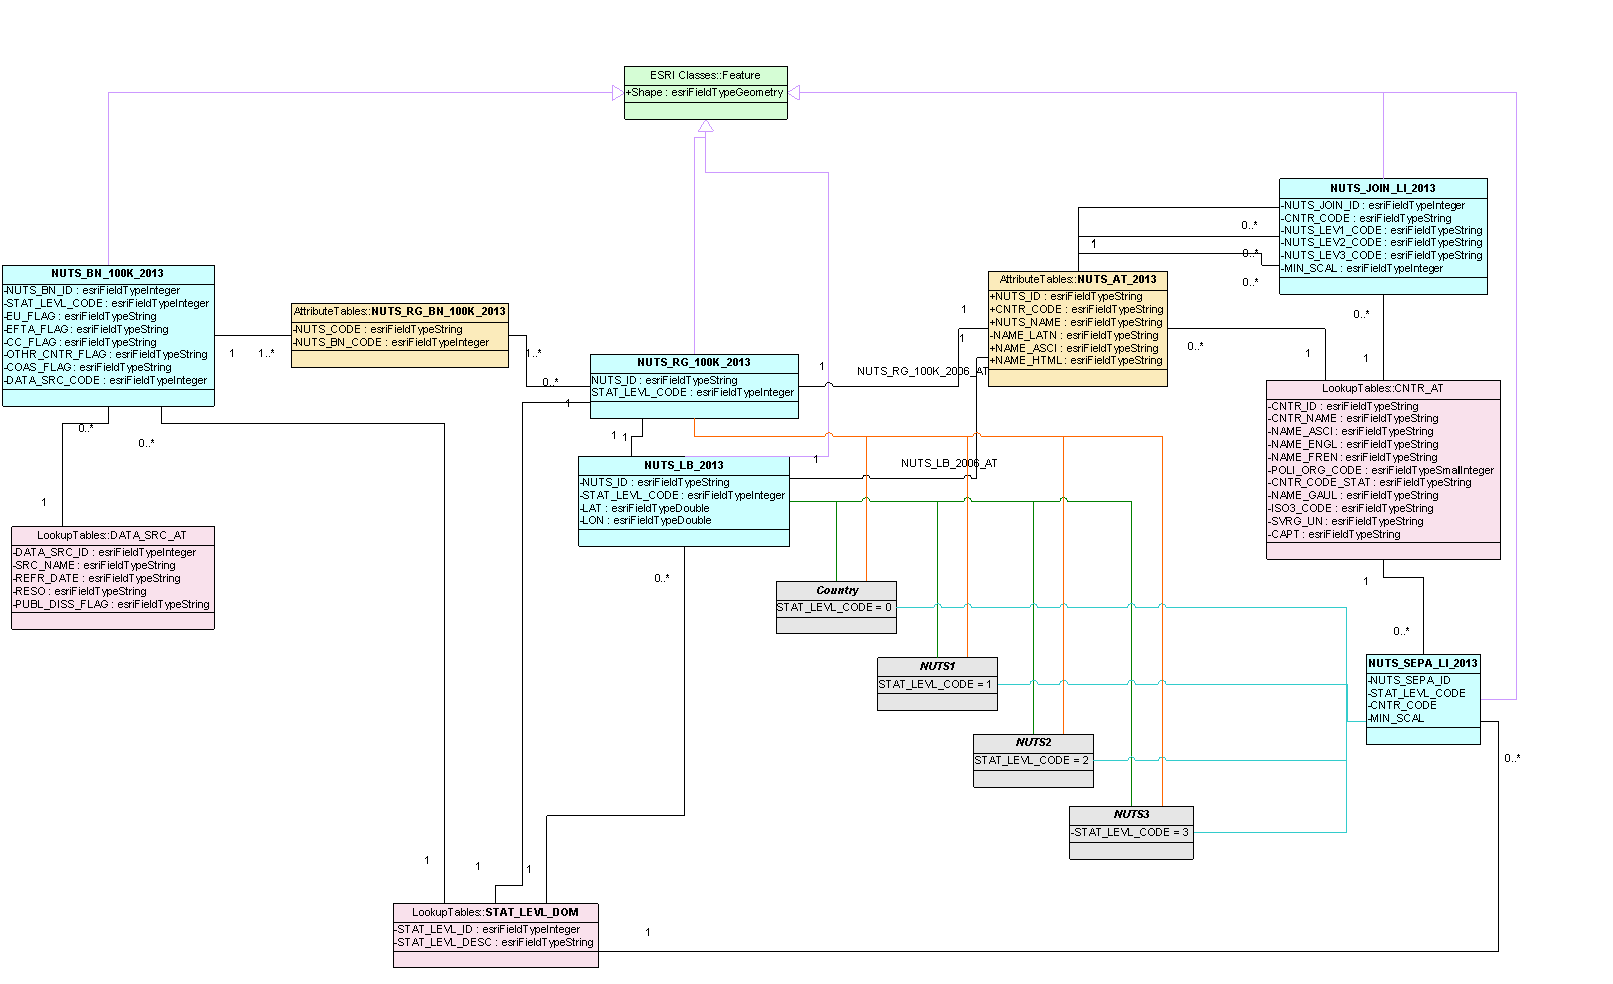 ESRI Classes::Feature
+Shape : esriFieldTypeGeometry
NUTS_JOIN_LI_2013
-NUTS_JOIN_ID : esriFieldTypeInteger
-CNTR_CODE : esriFieldTypeString
-NUTS_LEV1_CODE : esriFieldTypeString
-NUTS_LEV2_CODE : esriFieldTypeString
-NUTS_LEV3_CODE : esriFieldTypeString
-MIN_SCAL : esriFieldTypeInteger
0..*
1
0..*
0..*
NUTS_BN_100K_2013
-NUTS_BN_ID : esriFieldTypeInteger
-STAT_LEVL_CODE : esriFieldTypeInteger
-EU_FLAG : esriFieldTypeString
-EFTA_FLAG : esriFieldTypeString
-CC_FLAG : esriFieldTypeString
-OTHR_CNTR_FLAG : esriFieldTypeString
-COAS_FLAG : esriFieldTypeString
-DATA_SRC_CODE : esriFieldTypeInteger
1
1..*
AttributeTables::NUTS_RG_BN_100K_2013
-NUTS_CODE : esriFieldTypeString
-NUTS_BN_CODE : esriFieldTypeInteger
1..*
0..*
1
NUTS_RG_100K_2013
NUTS_ID : esriFieldTypeString
STAT_LEVL_CODE : esriFieldTypeInteger
1
NUTS_RG_100K_2006_AT
1
1
AttributeTables::NUTS_AT_2013
+NUTS_ID : esriFieldTypeString
+CNTR_CODE : esriFieldTypeString
+NUTS_NAME : esriFieldTypeString
-NAME_LATN : esriFieldTypeString
+NAME_ASCI : esriFieldTypeString
+NAME_HTML : esriFieldTypeString
0..*
1
0..*
1
LookupTables::CNTR_AT
-CNTR_ID : esriFieldTypeString
-CNTR_NAME : esriFieldTypeString
-NAME_ASCI : esriFieldTypeString
-NAME_ENGL : esriFieldTypeString
-NAME_FREN : esriFieldTypeString
-POLI_ORG_CODE : esriFieldTypeSmallInteger
-CNTR_CODE_STAT : esriFieldTypeString
-NAME_GAUL : esriFieldTypeString
-ISO3_CODE : esriFieldTypeString
-SVRG_UN : esriFieldTypeString
-CAPT : esriFieldTypeString
0..*
0..*
1
1
1
NUTS_LB_2013
-NUTS_ID : esriFieldTypeString
-STAT_LEVL_CODE : esriFieldTypeInteger
-LAT : esriFieldTypeDouble
-LON : esriFieldTypeDouble
1
NUTS_LB_2006_AT
0..*
LookupTables::DATA_SRC_AT
-DATA_SRC_ID : esriFieldTypeInteger
-SRC_NAME : esriFieldTypeString
-REFR_DATE : esriFieldTypeString
-RESO : esriFieldTypeString
-PUBL_DISS_FLAG : esriFieldTypeString
Country
STAT_LEVL_CODE = 0
NUTS1
STAT_LEVL_CODE = 1
NUTS2
STAT_LEVL_CODE = 2
NUTS3
-STAT_LEVL_CODE = 3
1
0..*
NUTS_SEPA_LI_2013
-NUTS_SEPA_ID
-STAT_LEVL_CODE
-CNTR_CODE
-MIN_SCAL
0..*
1
1
1
LookupTables::STAT_LEVL_DOM
-STAT_LEVL_ID : esriFieldTypeInteger
-STAT_LEVL_DESC : esriFieldTypeString
1